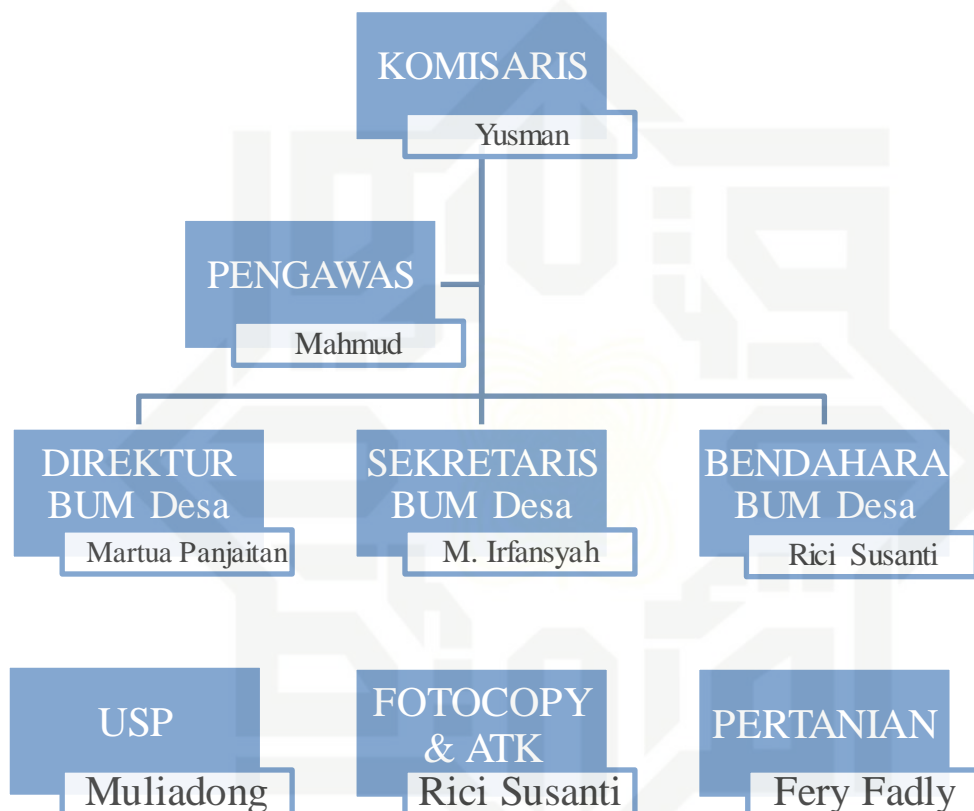 KOMISARIS
Yusman
PENGAWAS
Mahmud
DIREKTUR
BUM Desa
Martua Panjaitan
SEKRETARIS
BUM Desa
M. Irfansyah
BENDAHARA
BUM Desa
Rici Susanti
USP
Muliadong
FOTOCOPY
& ATK
Rici Susanti
PERTANIAN
Fery Fadly